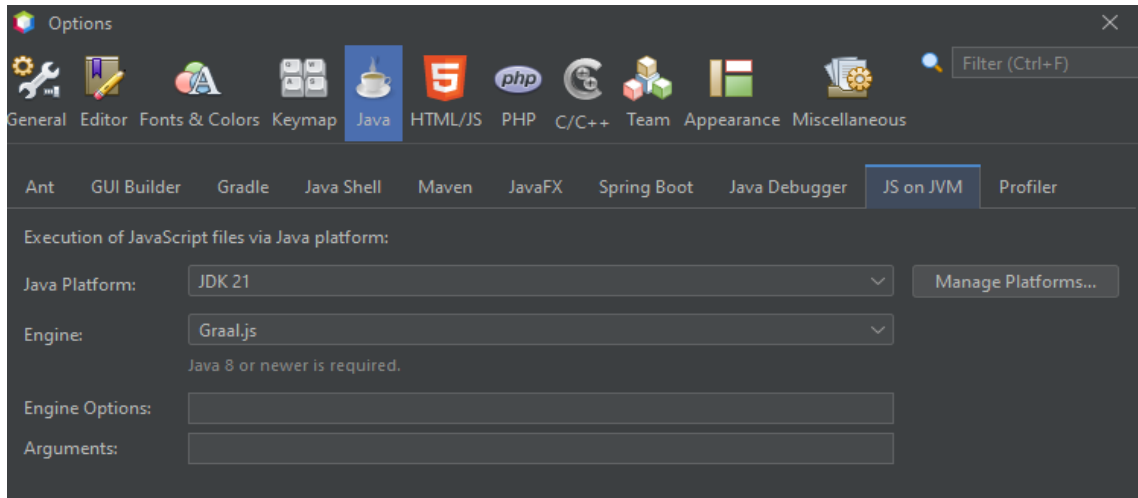 Options
Filter (Ctrl+F)
General Editor Fonts & Colors Keymap Java HTML/JS PHP C/C++ Team Appearance Miscellaneous
Ant GUI Builder Gradle Java Shell Maven JavaFX Spring Boot Java Debugger JS on JVM Profiler
Execution of JavaScript files via Java platform:
Java Platform: JDK 21 Manage Platforms...
Engine: Graal.js
Java 8 or newer is required.
Engine Options:
Arguments: